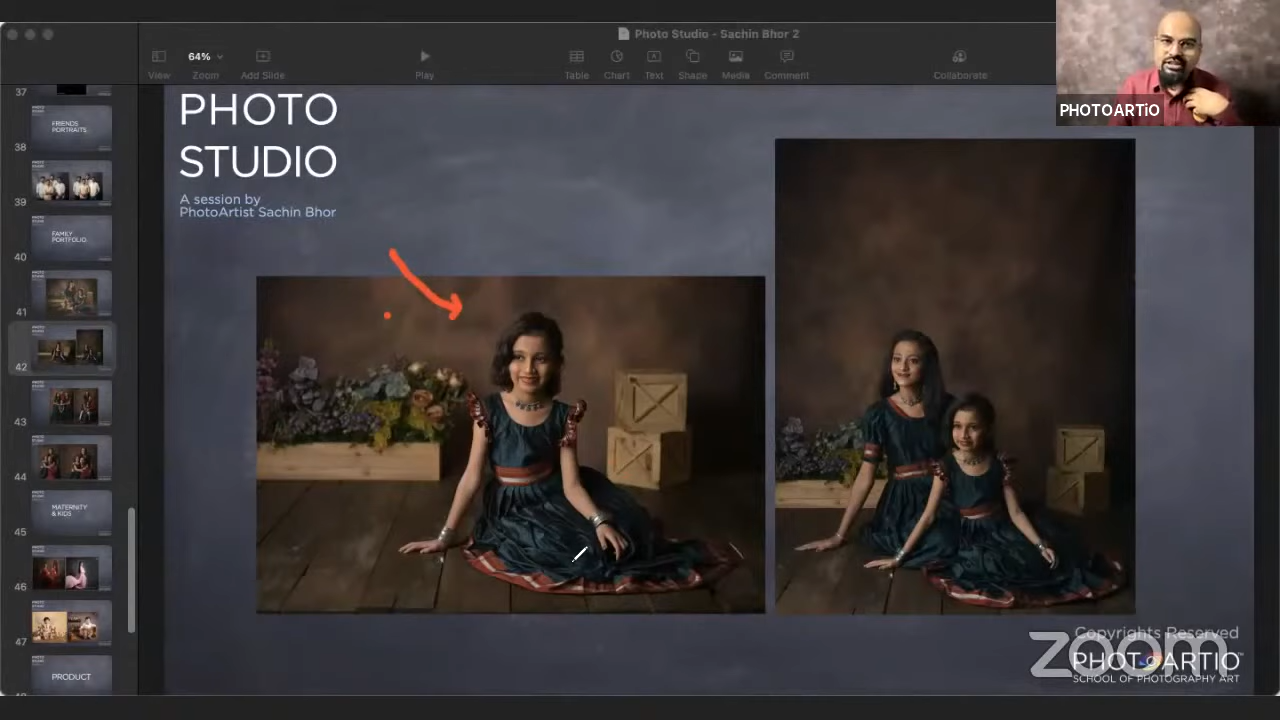 Photo Studio - Sachin Bhor 2
64%
View
Zoom
Add Slide
Play
Table
Chart
Text
Shape
Media
Comment
Collaborate
PHOTOARTiO
37
FRIENDS
PORTRAITS
38
39
FAMILY
PORTFOLIO
40
41
42
43
44
MATERNITY
& KIDS
45
46
47
PRODUCT
PHOTO
STUDIO
A session by
PhotoArtist Sachin Bhor
Copyrights Reserved
zoom
PHOTOARTIO
SCHOOL OF PHOTOGRAPHY ART